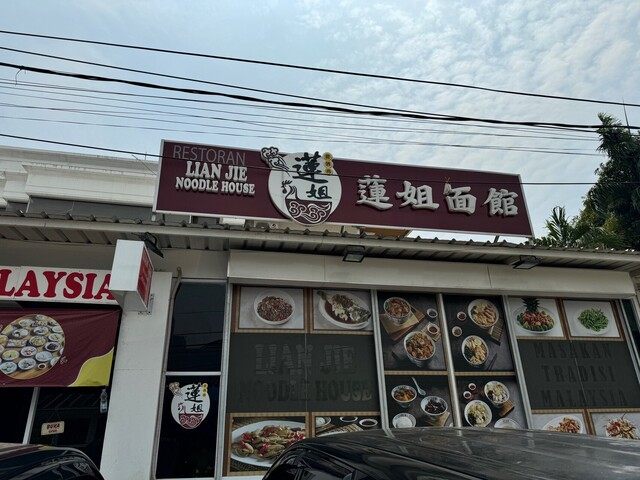 RESTORAN
LIAN JIE
NOODLE HOUSE
蓮姐
蓮姐面館
LAYSIA
LIAN JIE
NOODLE HOUSE
蓮姐
MASAKAN
TRADISI
MALAYSIA
BUKA